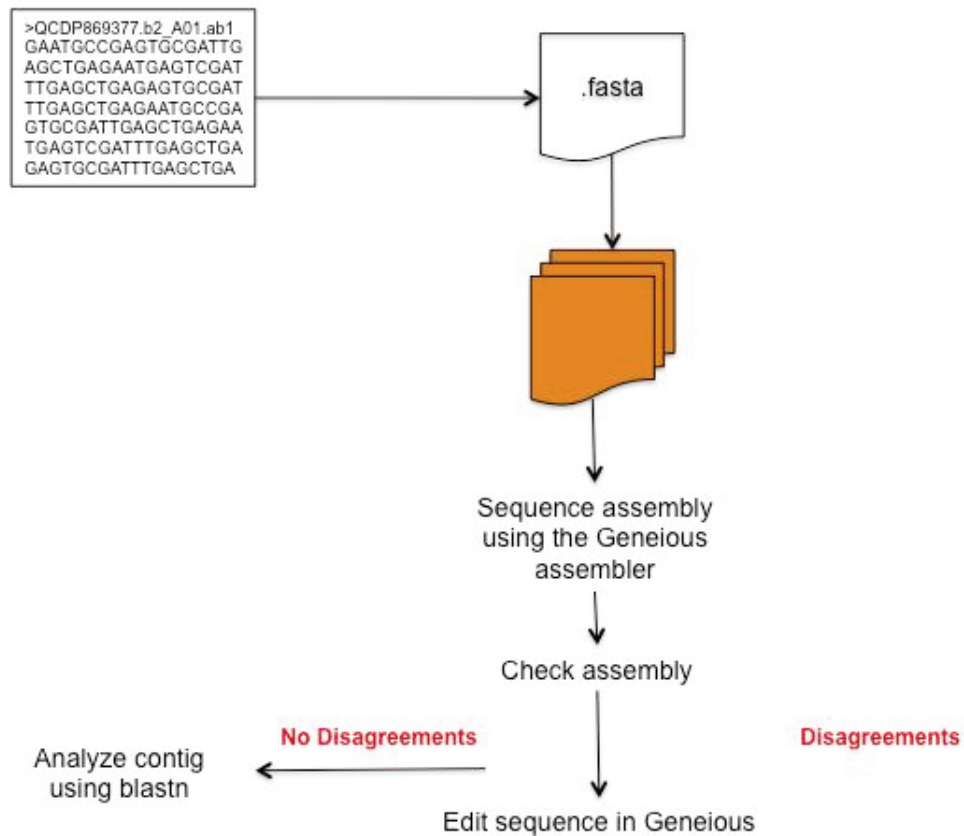 >QCDP869377.b2_A01.ab1
GAATGCCGAGTGCGATTG
AGCTGAGAATGAGTCGAT
TTGAGCTGAGAGTGCGAT
TTGAGCTGAGAATGCCGA
GTGCGATTGAGCTGAGAA
TGAGTCGATTTGAGCTGA
GAGTGCGATTTGAGCTGA
.fasta
Sequence assembly
using the Geneious
assembler
Check assembly
No Disagreements
Disagreements
Analyze contig
using blastn
Edit sequence in Geneious